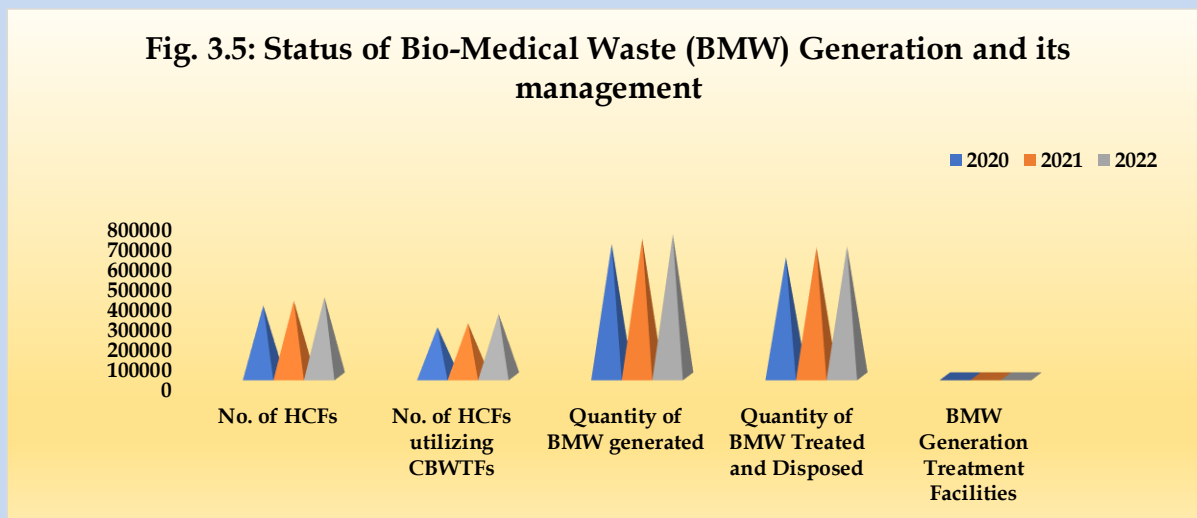 Fig. 3.5: Status of Bio-Medical Waste (BMW) Generation and its
management
2020 2021 2022
800000
700000
600000
500000
400000
300000
200000
100000
0
No. of HCFs
No. of HCFs
utilizing
CBWTFs
Quantity of
BMW generated
Quantity of
BMW Treated
and Disposed
BMW
Generation
Treatment
Facilities